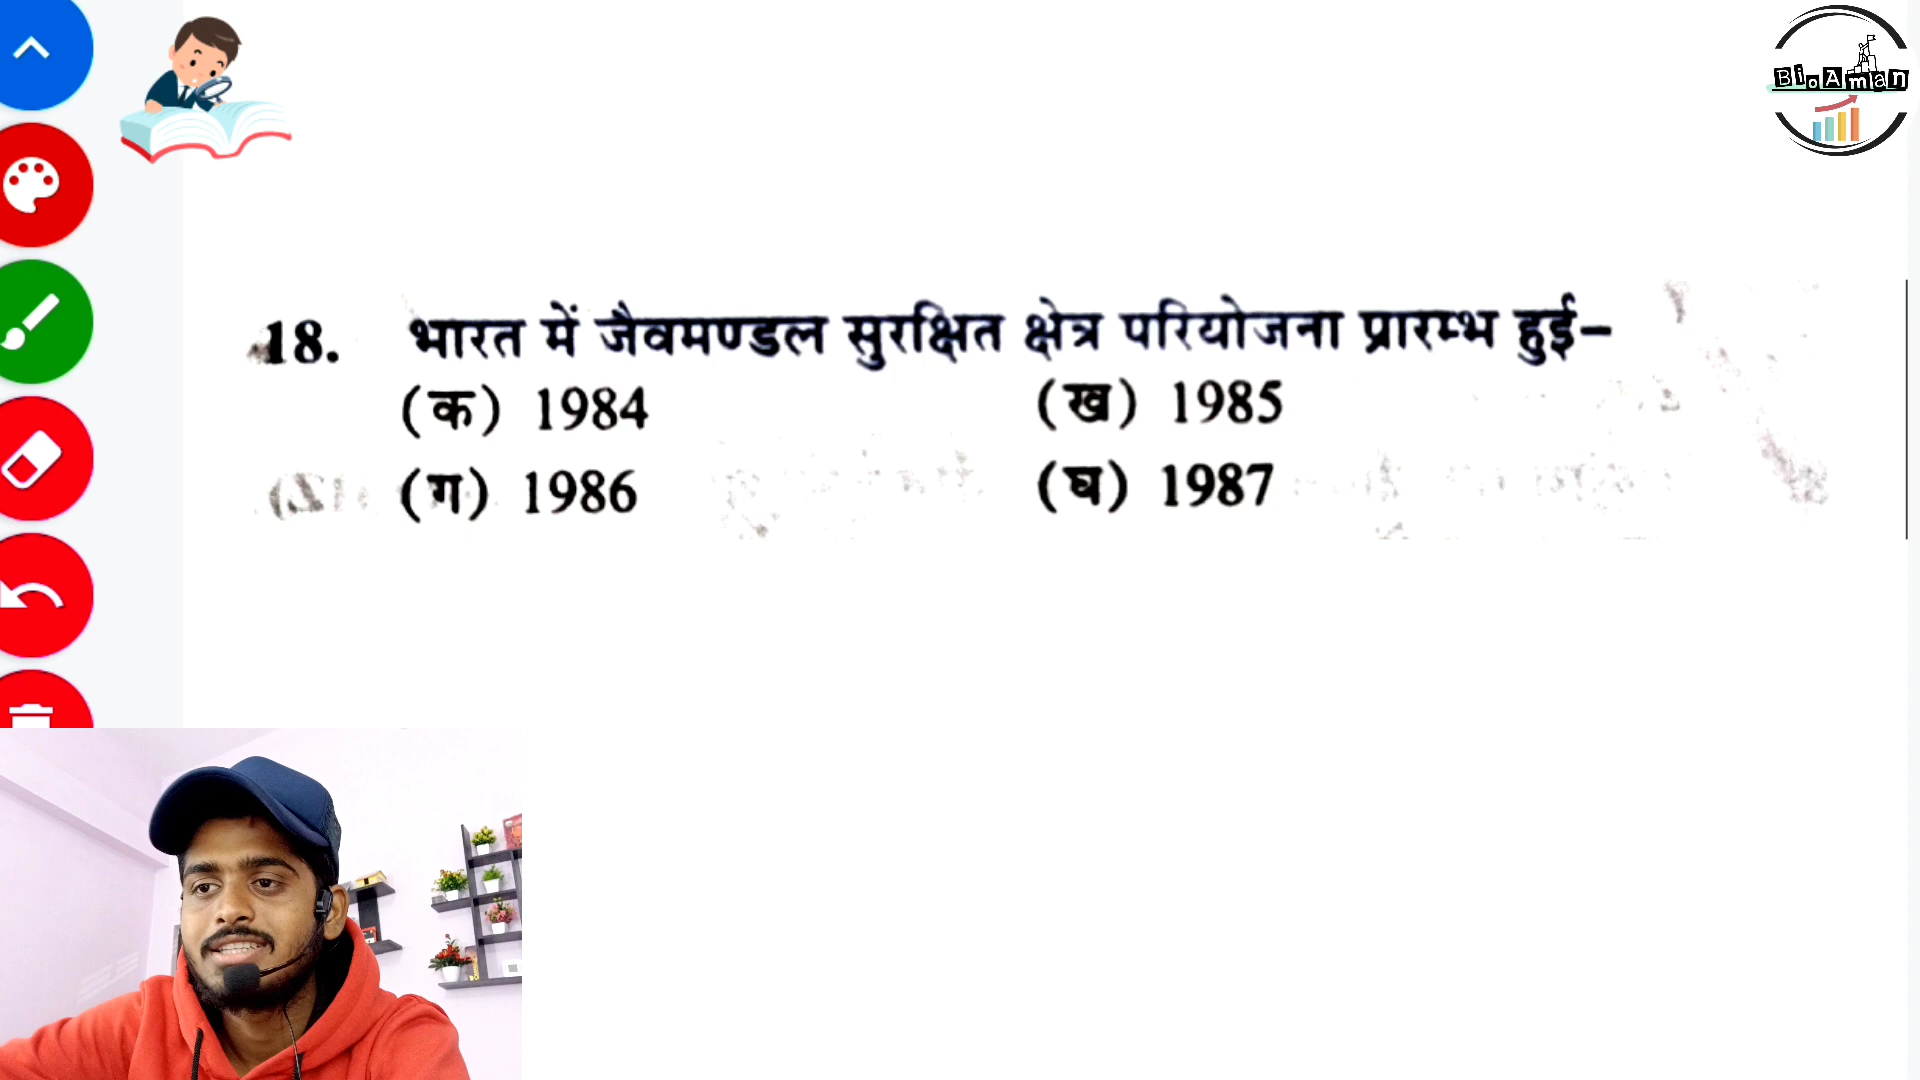 BioAman
18. भारत में जैवमण्डल सुरक्षित क्षेत्र परियोजना प्रारम्भ हुई–
(क) 1984 (ख) 1985
(ग) 1986 (घ) 1987